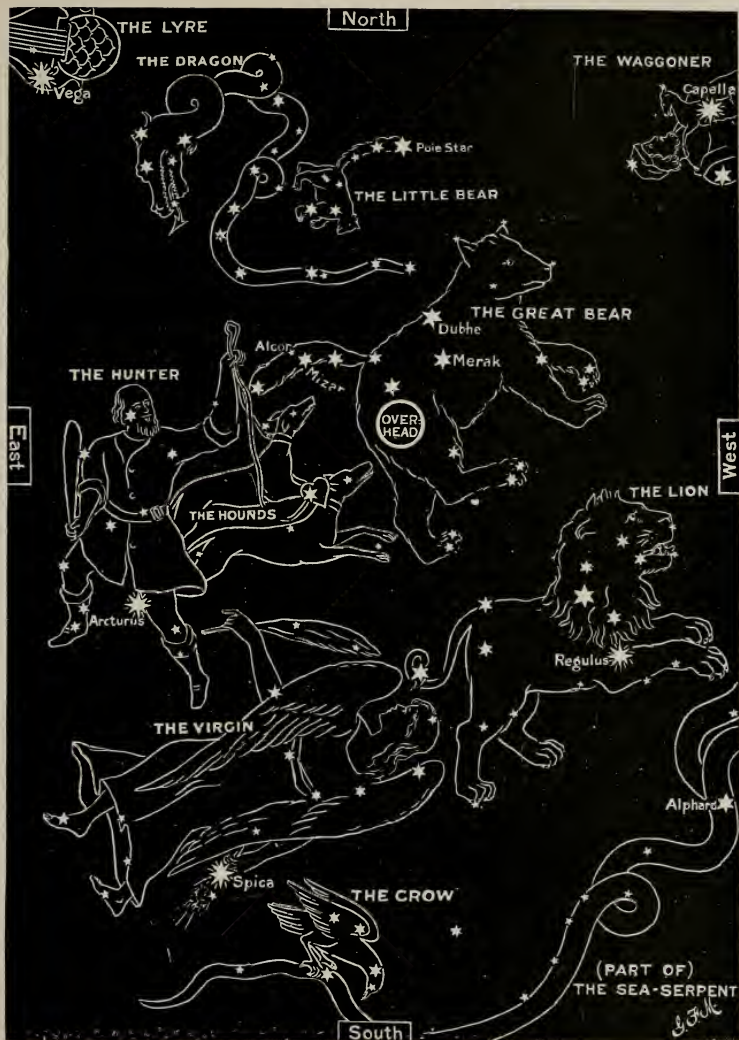 North
THE LYRE
THE DRAGON
THE WAGGONER
Vega
Capella
Pole Star
THE LITTLE BEAR
THE GREAT BEAR
Dubhe
Alcor
Mizar
Merak
THE HUNTER
OVER-
HEAD
East
West
THE LION
THE HOUNDS
Arcturus
Regulus
THE VIRGIN
Alphard
Spica
THE CROW
(PART OF)
THE SEA-SERPENT
G.F.M.
South